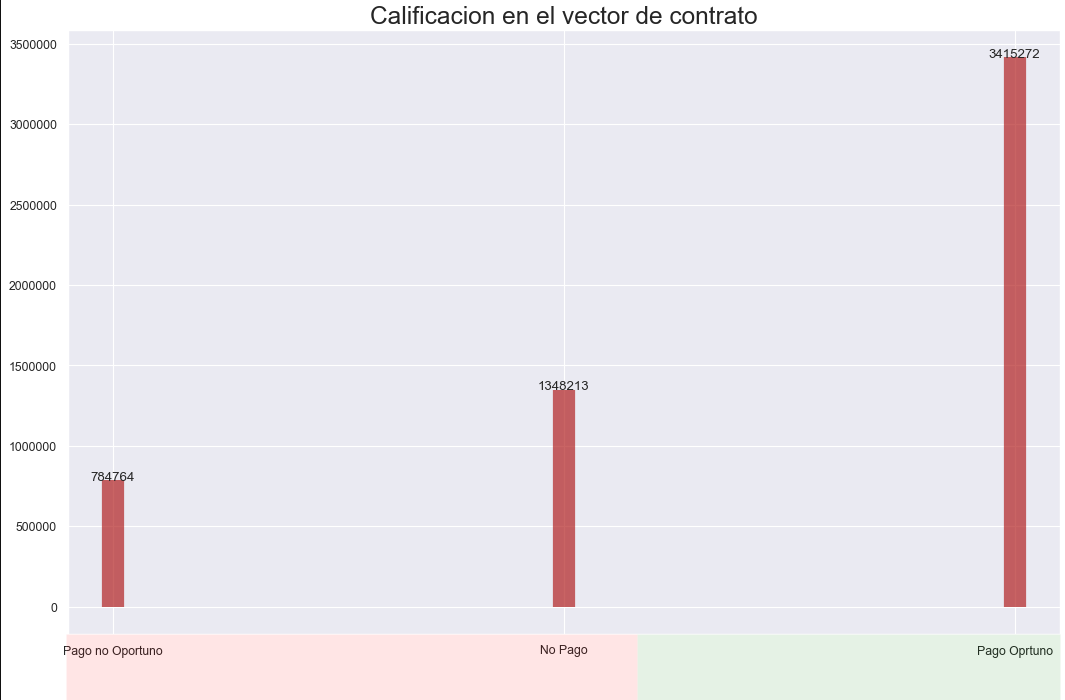 Calificacion en el vector de contrato
3500000
3415272
3000000
2500000
2000000
1500000
1348213
1000000
784764
500000
0
Pago no Oportuno
No Pago
Pago Oprtuno